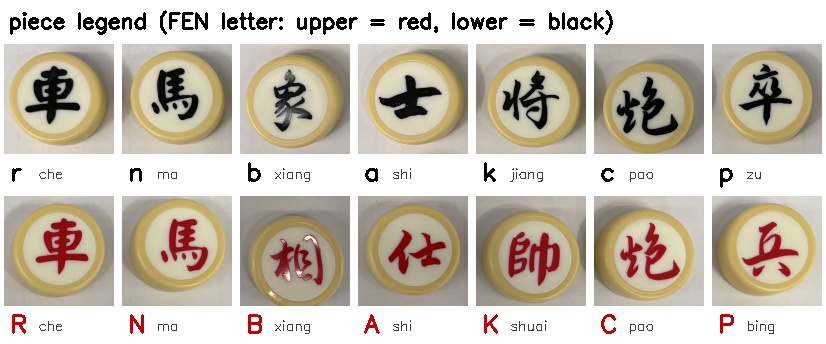 piece legend (FEN letter: upper = red, lower = black)
車 馬 象 士 将 炮 卒
r che n ma b xiang a shi k jiang c pao p zu
車 馬 相 仕 帥 炮 兵
R che N ma B xiang A shi K shuai C pao P bing